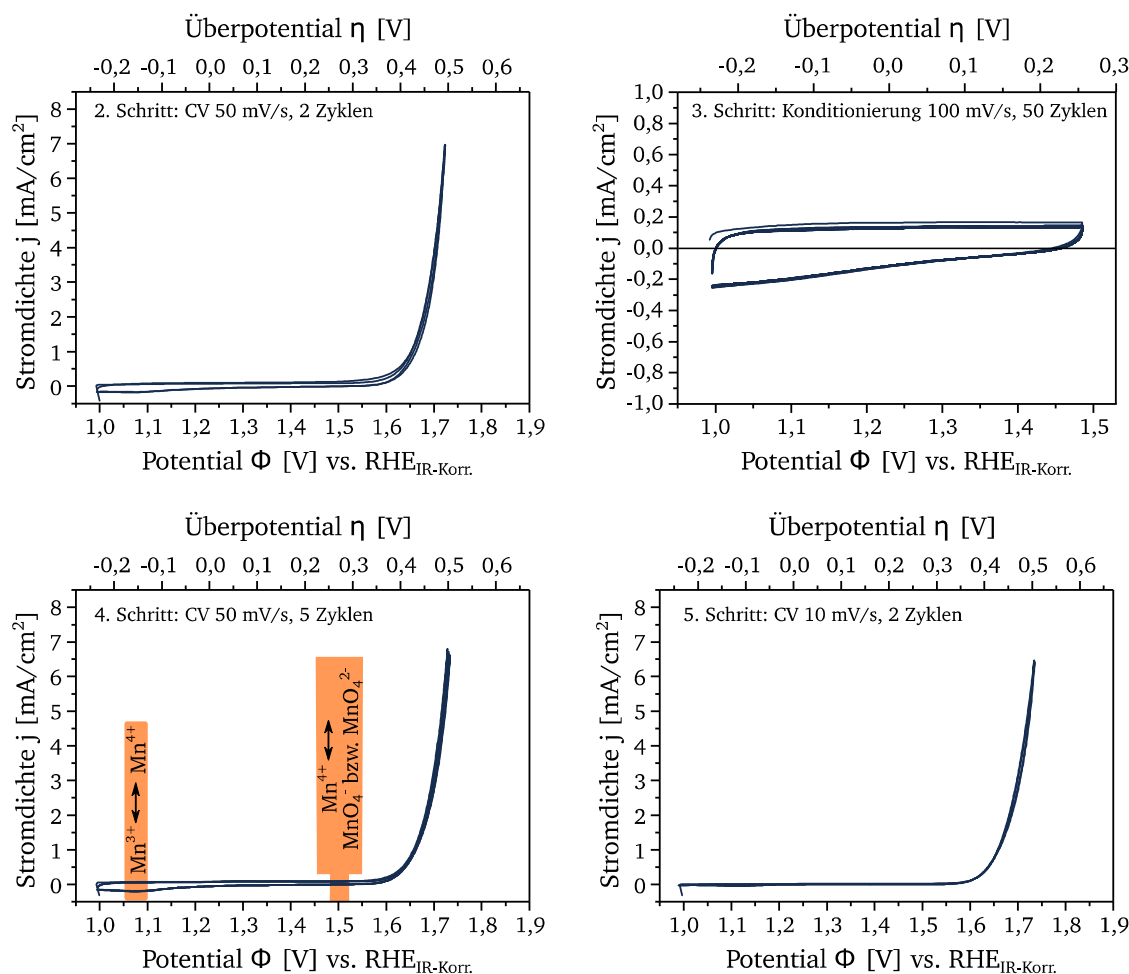 Überpotential η [V]
-0,2 -0,1 0,0 0,1 0,2 0,3 0,4 0,5 0,6
2. Schritt: CV 50 mV/s, 2 Zyklen
Stromdichte j [mA/cm²]
8
7
6
5
4
3
2
1
0
1,0 1,1 1,2 1,3 1,4 1,5 1,6 1,7 1,8 1,9
Potential Φ [V] vs. RHE_IR-Korr.
Überpotential η [V]
-0,2 -0,1 0,0 0,1 0,2 0,3
3. Schritt: Konditionierung 100 mV/s, 50 Zyklen
Stromdichte j [mA/cm²]
1,0
0,8
0,6
0,4
0,2
0,0
-0,2
-0,4
-0,6
-0,8
-1,0
1,0 1,1 1,2 1,3 1,4 1,5
Potential Φ [V] vs. RHE_IR-Korr.
Überpotential η [V]
-0,2 -0,1 0,0 0,1 0,2 0,3 0,4 0,5 0,6
4. Schritt: CV 50 mV/s, 5 Zyklen
Stromdichte j [mA/cm²]
8
7
6
5
4
3
2
1
0
Mn³⁺ ↔ Mn⁴⁺
Mn⁴⁺ ↔
MnO₄⁻ bzw. MnO₄²⁻
1,0 1,1 1,2 1,3 1,4 1,5 1,6 1,7 1,8 1,9
Potential Φ [V] vs. RHE_IR-Korr.
Überpotential η [V]
-0,2 -0,1 0,0 0,1 0,2 0,3 0,4 0,5 0,6
5. Schritt: CV 10 mV/s, 2 Zyklen
Stromdichte j [mA/cm²]
8
7
6
5
4
3
2
1
0
1,0 1,1 1,2 1,3 1,4 1,5 1,6 1,7 1,8 1,9
Potential Φ [V] vs. RHE_IR-Korr.